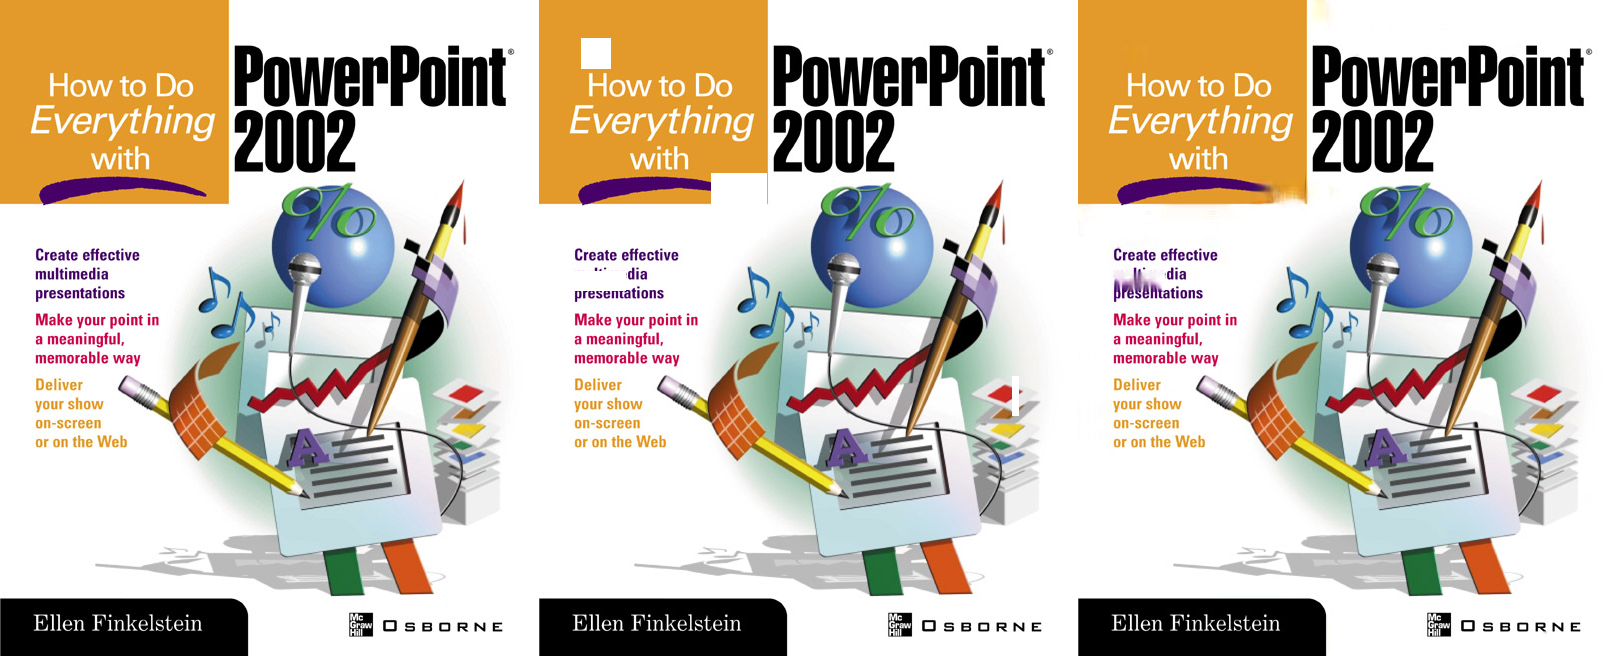 How to Do
Everything
with
PowerPoint®
2002
Create effective
multimedia
presentations
Make your point in
a meaningful,
memorable way
Deliver
your show
on-screen
or on the Web
%
A
Ellen Finkelstein
Mc
Graw
Hill
OSBORNE
How to Do
Everything
with
PowerPoint®
2002
Create effective
presentations
Make your point in
a meaningful,
memorable way
Deliver
your show
on-screen
or on the Web
%
A
Ellen Finkelstein
Mc
Graw
Hill
OSBORNE
How to Do
Everything
with
PowerPoint®
2002
Create effective
presentations
Make your point in
a meaningful,
memorable way
Deliver
your show
on-screen
or on the Web
%
A
Ellen Finkelstein
Mc
Graw
Hill
OSBORNE